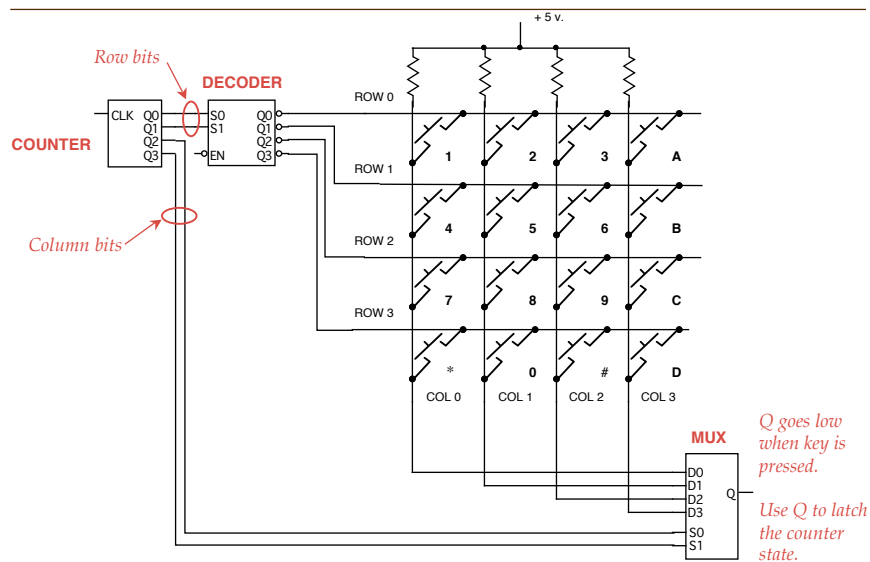 + 5 v.
Row bits
DECODER
ROW 0
CLK Q0
Q1
Q2
Q3
S0 Q0
S1 Q1
Q2
EN Q3
COUNTER
1 2 3 A
ROW 1
Column bits
4 5 6 B
ROW 2
7 8 9 C
ROW 3
* 0 # D
COL 0 COL 1 COL 2 COL 3
MUX
Q goes low
when key is
pressed.
D0
D1
D2
D3
Q
S0
S1
Use Q to latch
the counter
state.